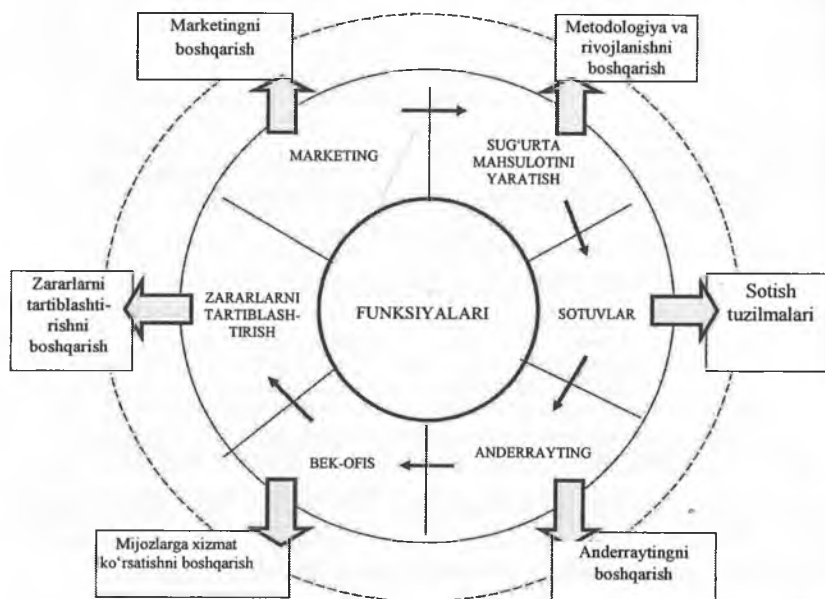 Marketingni
boshqarish
Metodologiya va
rivojlanishni
boshqarish
MARKETING
SUG'URTA
MAHSULOTINI
YARATISH
Zararlarni
tartiblashti-
rishni
boshqarish
ZARARLARNI
TARTIBLASH-
TIRISH
FUNKSIYALARI
SOTUVLAR
Sotish
tuzilmalari
BEK-OFIS
ANDERRAYTING
Mijozlarga xizmat
ko‘rsatishni boshqarish
Anderraytingni
boshqarish